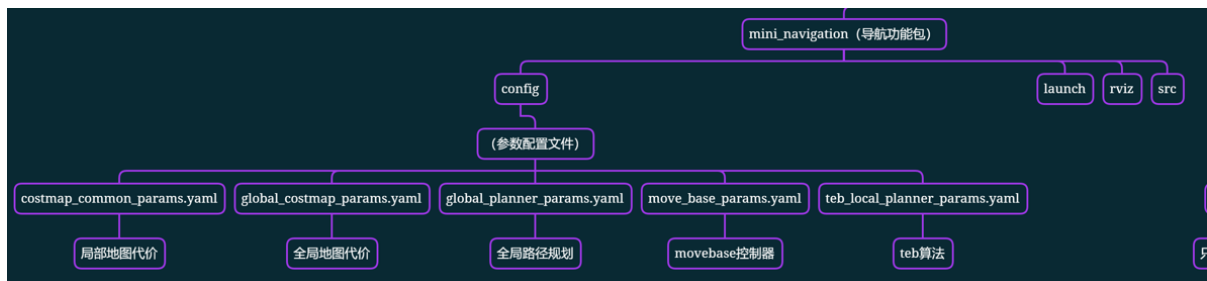 mini_navigation（导航功能包）
config
launch
rviz
src
（参数配置文件）
costmap_common_params.yaml
global_costmap_params.yaml
global_planner_params.yaml
move_base_params.yaml
teb_local_planner_params.yaml
局部地图代价
全局地图代价
全局路径规划
movebase控制器
teb算法